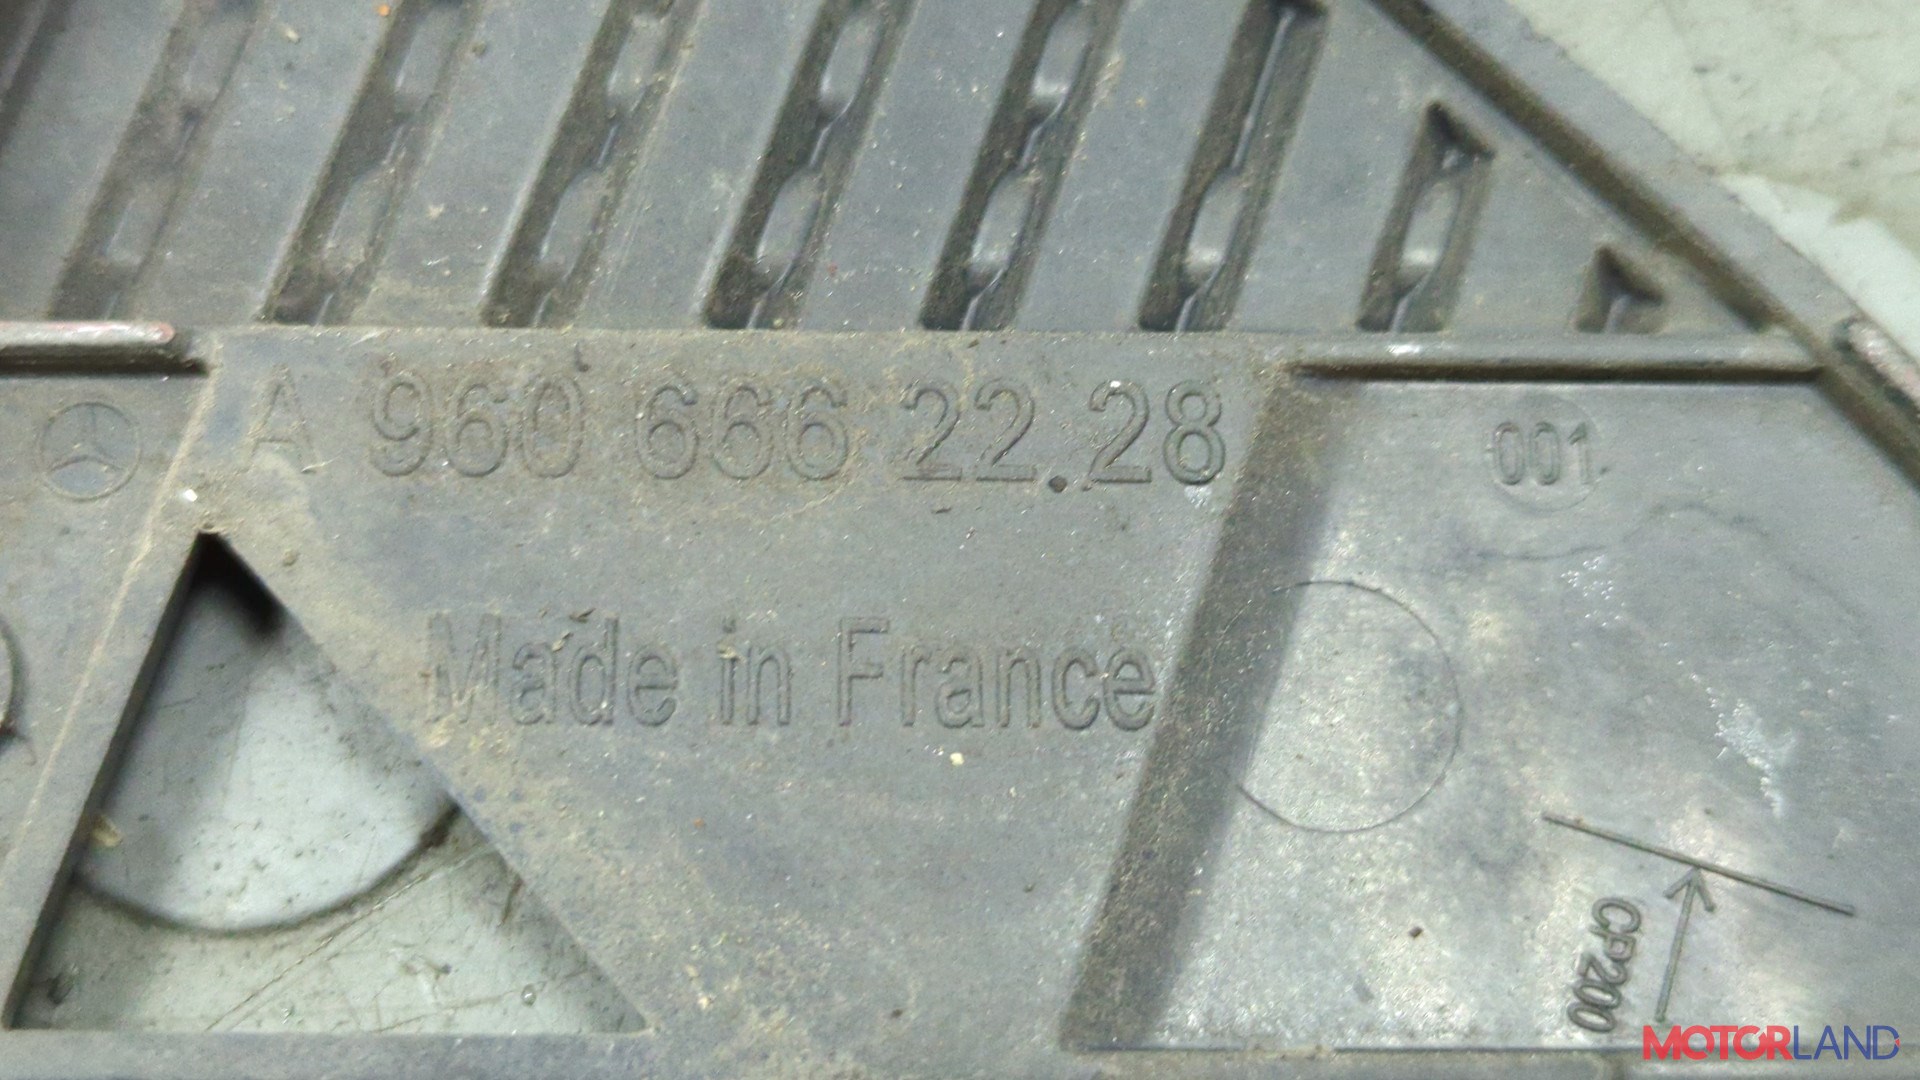 A 960 666 22.28
001
Made in France
CP200
MOTORLAND